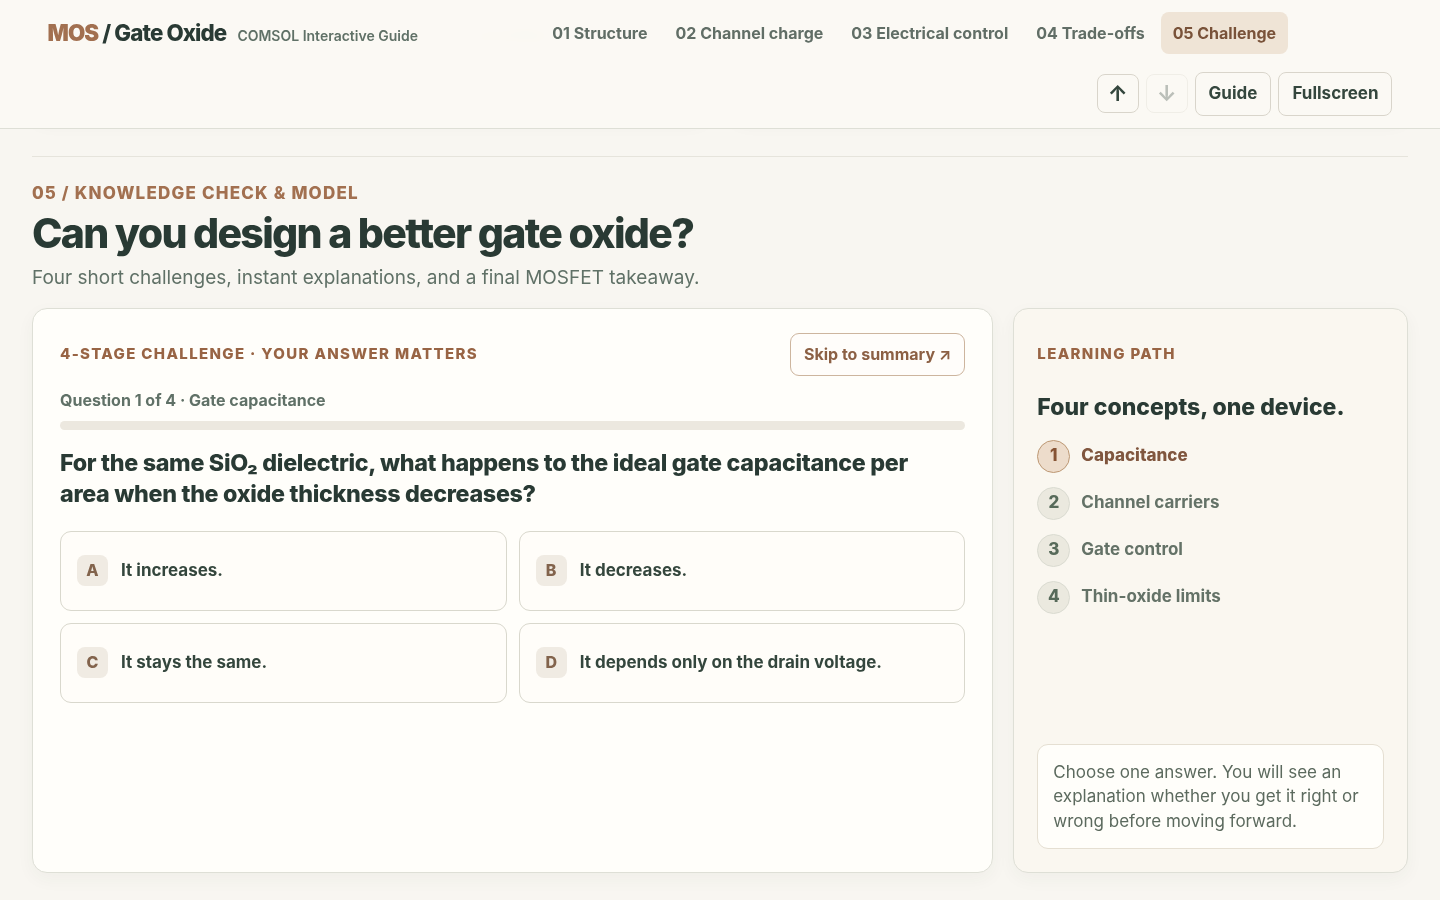 MOS / Gate Oxide COMSOL Interactive Guide
01 Structure 02 Channel charge 03 Electrical control 04 Trade-offs 05 Challenge
↑ ↓ Guide Fullscreen
05 / KNOWLEDGE CHECK & MODEL
Can you design a better gate oxide?
Four short challenges, instant explanations, and a final MOSFET takeaway.
4-STAGE CHALLENGE · YOUR ANSWER MATTERS
Skip to summary ↗
Question 1 of 4 · Gate capacitance
For the same SiO₂ dielectric, what happens to the ideal gate capacitance per
area when the oxide thickness decreases?
A It increases.
B It decreases.
C It stays the same.
D It depends only on the drain voltage.
LEARNING PATH
Four concepts, one device.
1 Capacitance
2 Channel carriers
3 Gate control
4 Thin-oxide limits
Choose one answer. You will see an
explanation whether you get it right or
wrong before moving forward.